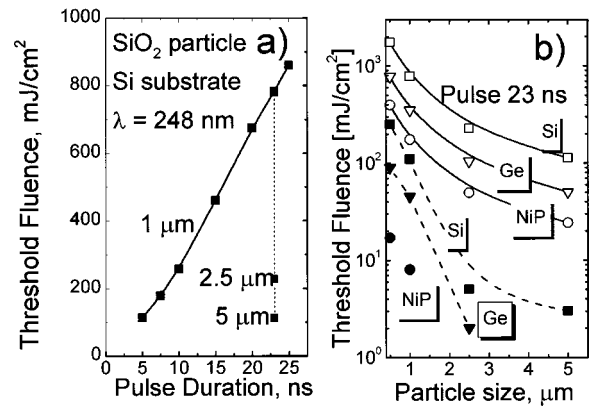 SiO2 particle
a)
Si substrate
λ = 248 nm
1 μm
2.5 μm
5 μm
1000
800
600
400
200
0
0 5 10 15 20 25
Pulse Duration, ns
Threshold Fluence, mJ/cm²
b)
Pulse 23 ns
Si
Ge
NiP
Si
NiP
Ge
10³
10²
10¹
10⁰
1 2 3 4 5
Particle size, μm
Threshold Fluence [mJ/cm²]